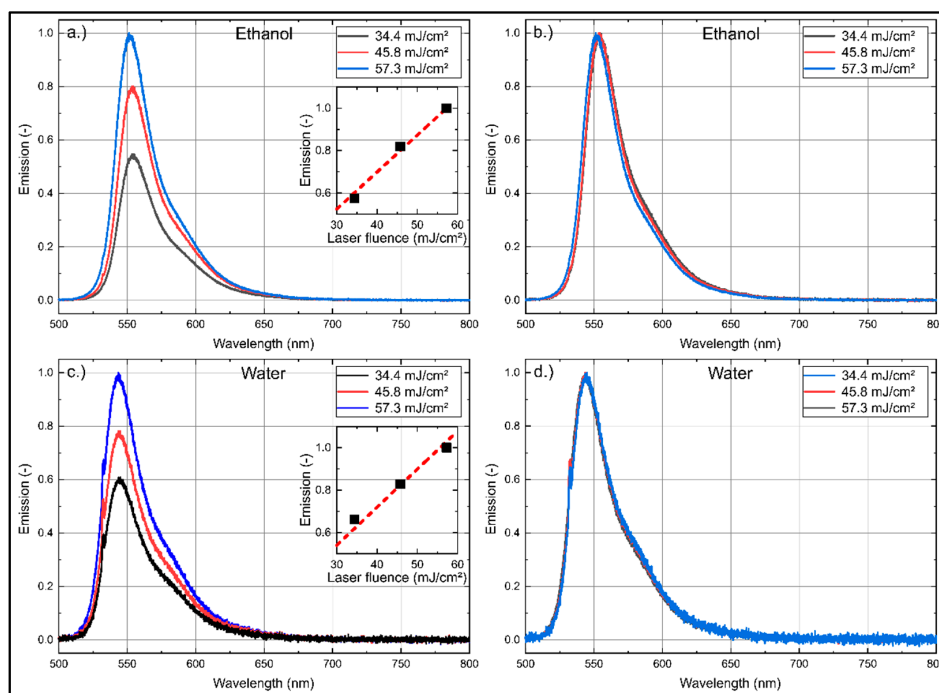 a.)
Ethanol
34.4 mJ/cm²
45.8 mJ/cm²
57.3 mJ/cm²
Emission (-)
1.0
0.8
0.6
0.4
0.2
0.0
500 550 600 650 700 750 800
Wavelength (nm)
Emission (-)
1.0
0.8
0.6
30 40 50 60
Laser fluence (mJ/cm²)
b.)
Ethanol
34.4 mJ/cm²
45.8 mJ/cm²
57.3 mJ/cm²
Emission (-)
1.0
0.8
0.6
0.4
0.2
0.0
500 550 600 650 700 750 800
Wavelength (nm)
c.)
Water
34.4 mJ/cm²
45.8 mJ/cm²
57.3 mJ/cm²
Emission (-)
1.0
0.8
0.6
0.4
0.2
0.0
500 550 600 650 700 750 800
Wavelength (nm)
Emission (-)
1.0
0.8
0.6
30 40 50 60
Laser fluence (mJ/cm²)
d.)
Water
34.4 mJ/cm²
45.8 mJ/cm²
57.3 mJ/cm²
Emission (-)
1.0
0.8
0.6
0.4
0.2
0.0
500 550 600 650 700 750 800
Wavelength (nm)